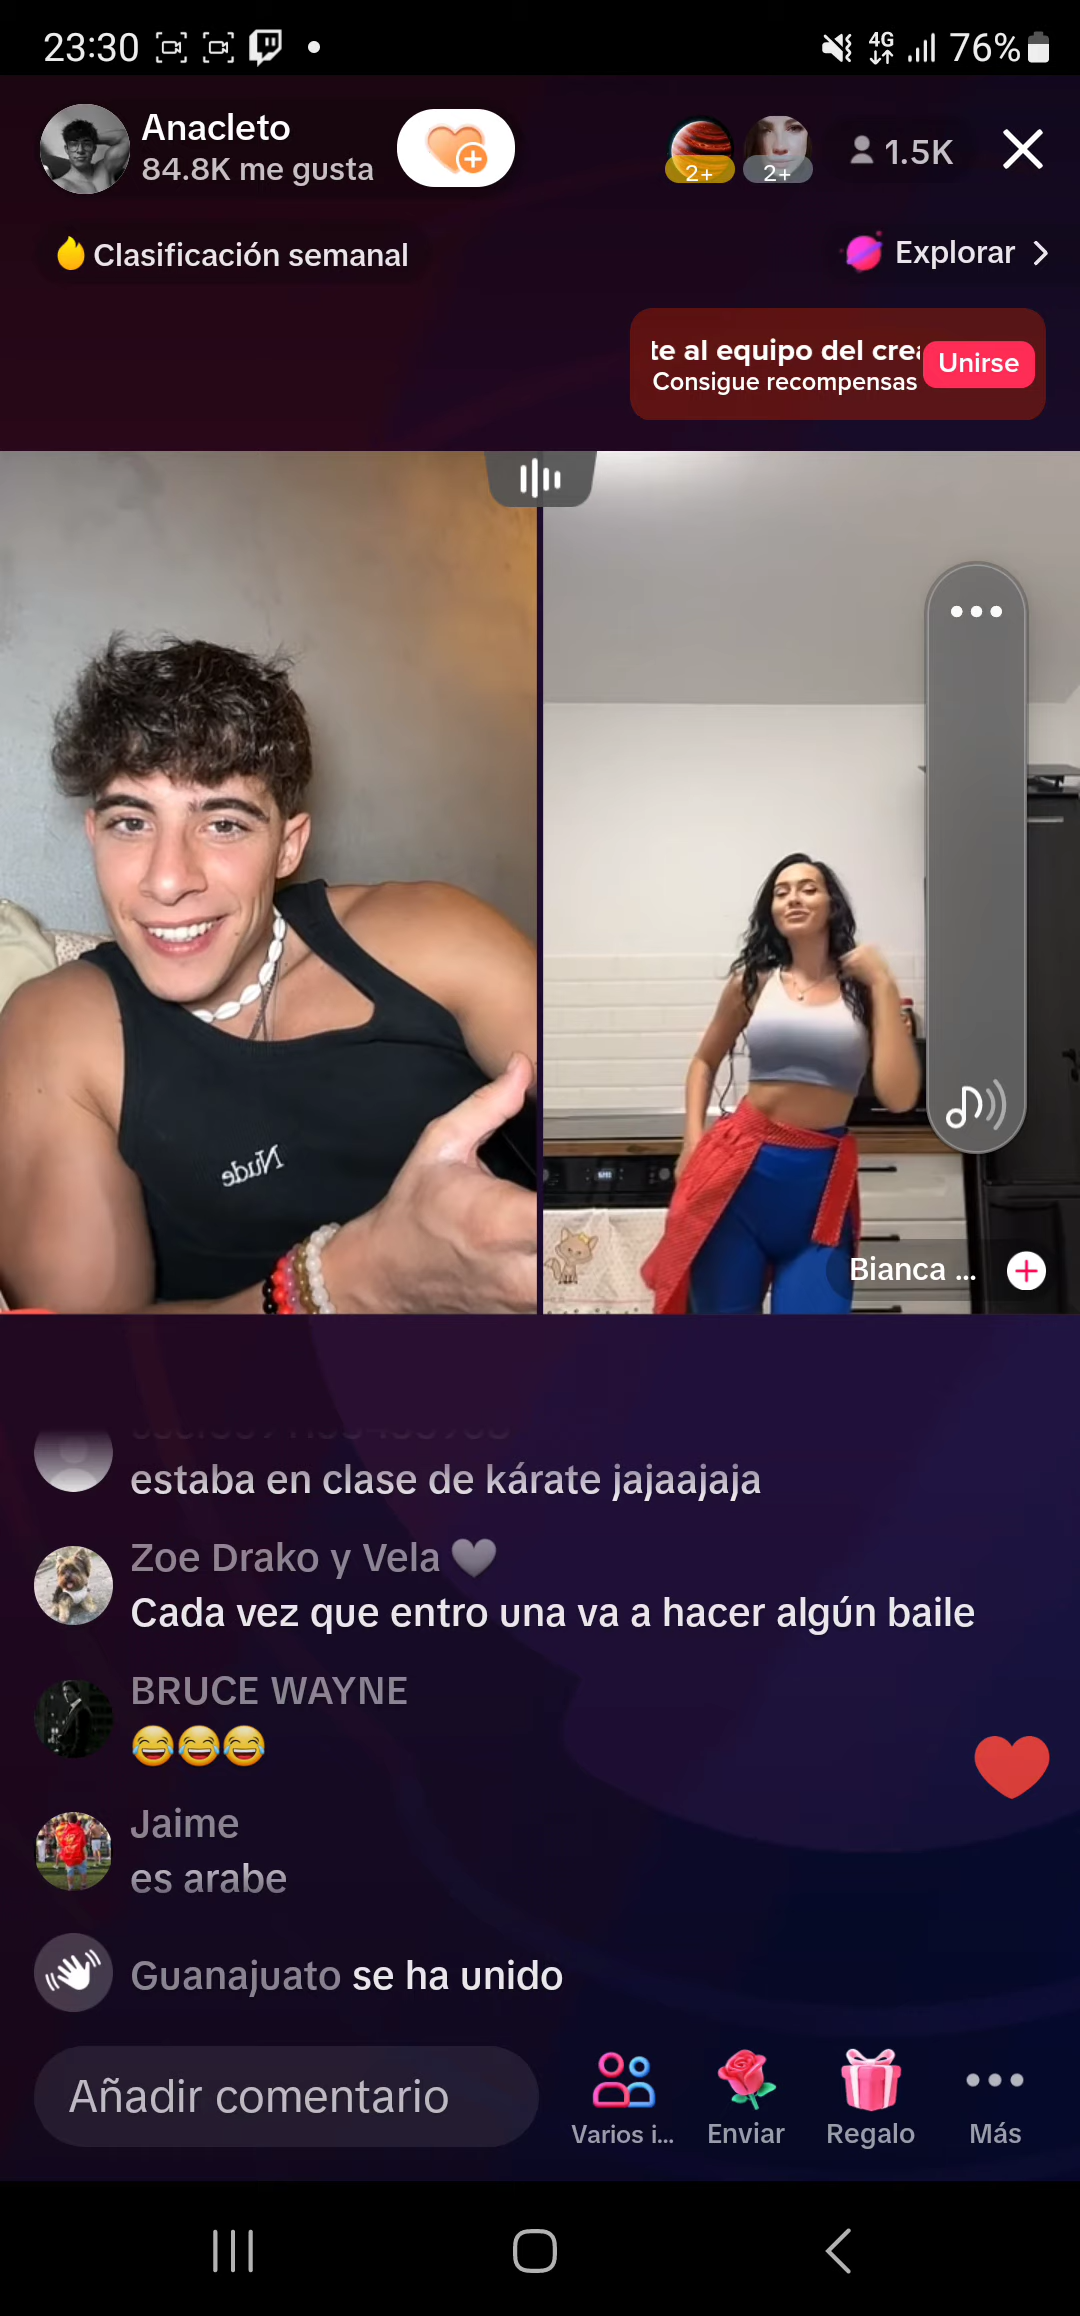 23:30
4G
76%
Anacleto
84.8K me gusta
2+
2+
1.5K
Clasificación semanal
Explorar
te al equipo del crea
Unirse
Consigue recompensas
Nude
Bianca ...
estaba en clase de kárate jajaajaja
Zoe Drako y Vela 🩶
Cada vez que entro una va a hacer algún baile
BRUCE WAYNE
😂😂😂
Jaime
es arabe
Guanajuato se ha unido
Añadir comentario
Varios i...
Enviar
Regalo
Más